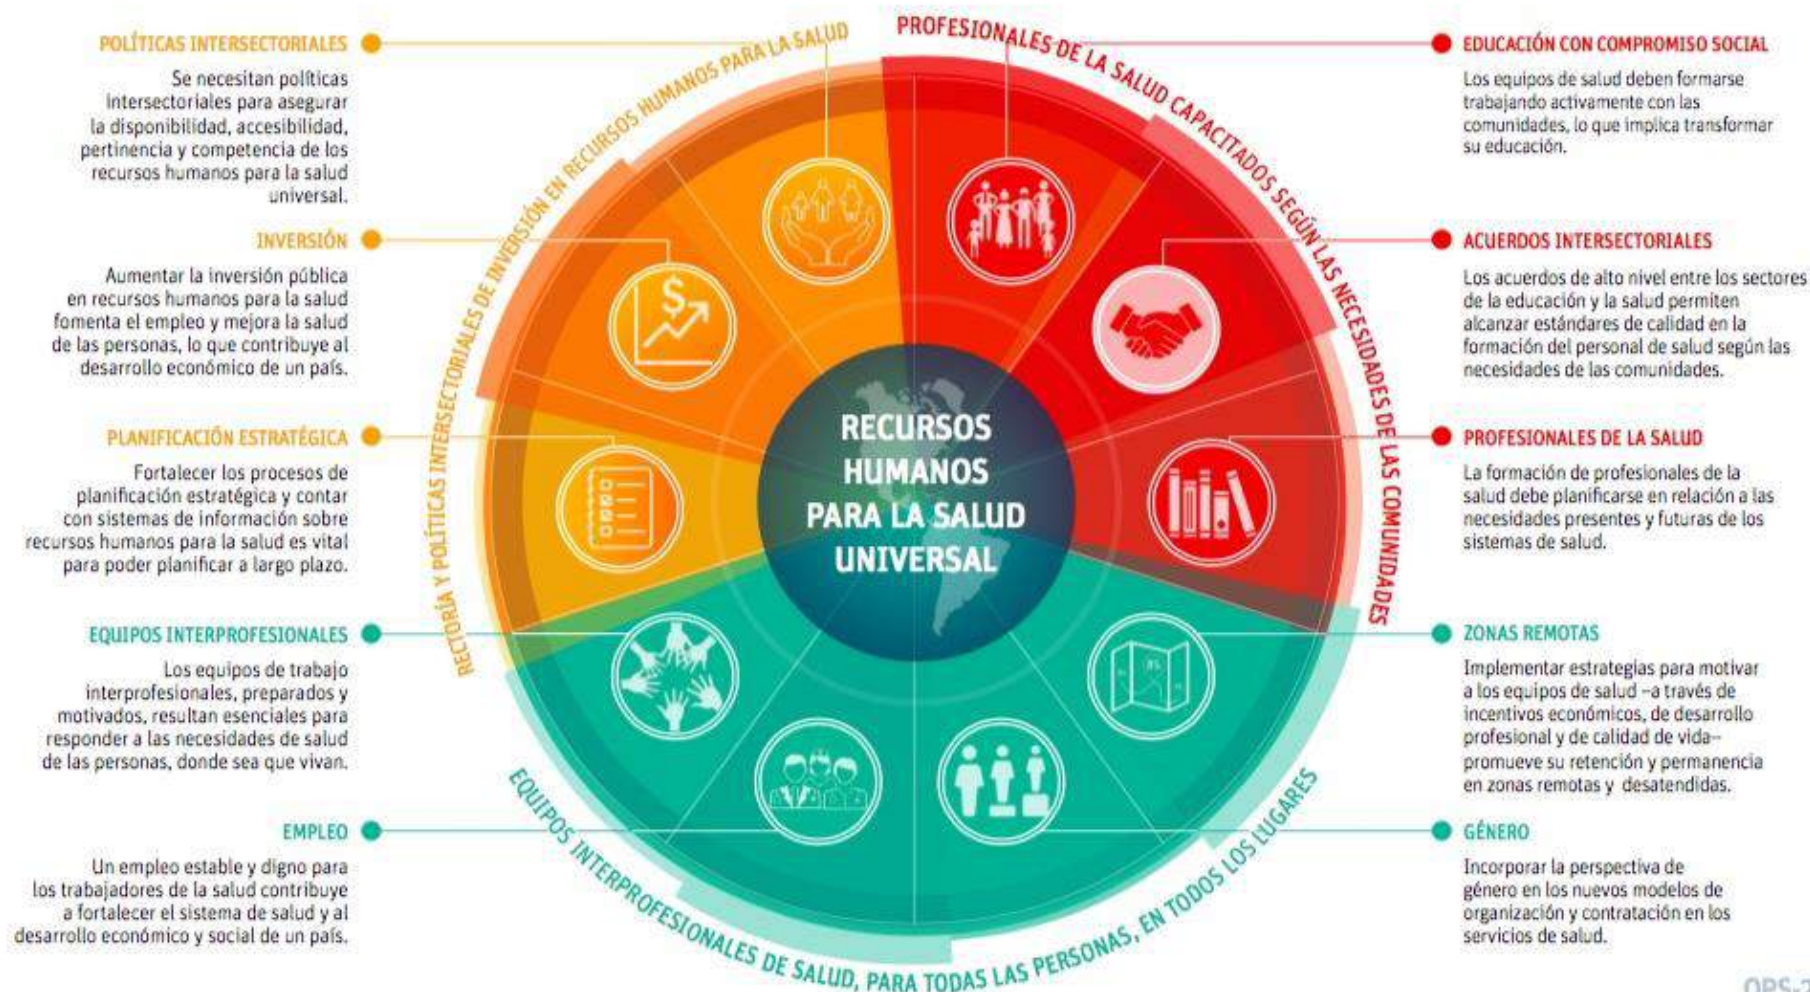 POLÍTICAS INTERSECTORIALES
Se necesitan políticas
intersectoriales para asegurar
la disponibilidad, accesibilidad,
pertinencia y competencia de los
recursos humanos para la salud
universal.
INVERSIÓN
Aumentar la inversión pública
en recursos humanos para la salud
fomenta el empleo y mejora la salud
de las personas, lo que contribuye al
desarrollo económico de un país.
PLANIFICACIÓN ESTRATÉGICA
Fortalecer los procesos de
planificación estratégica y contar
con sistemas de información sobre
recursos humanos para la salud es vital
para poder planificar a largo plazo.
EQUIPOS INTERPROFESIONALES
Los equipos de trabajo
interprofesionales, preparados y
motivados, resultan esenciales para
responder a las necesidades de salud
de las personas, donde sea que vivan.
EMPLEO
Un empleo estable y digno para
los trabajadores de la salud contribuye
a fortalecer el sistema de salud y al
desarrollo económico y social de un país.
RECTORÍA Y POLÍTICAS INTERSECTORIALES DE INVERSIÓN EN RECURSOS HUMANOS PARA LA SALUD
PROFESIONALES DE LA SALUD CAPACITADOS SEGÚN LAS NECESIDADES DE LAS COMUNIDADES
EQUIPOS INTERPROFESIONALES DE SALUD, PARA TODAS LAS PERSONAS, EN TODOS LOS LUGARES
$
RECURSOS
HUMANOS
PARA LA SALUD
UNIVERSAL
EDUCACIÓN CON COMPROMISO SOCIAL
Los equipos de salud deben formarse
trabajando activamente con las
comunidades, lo que implica transformar
su educación.
ACUERDOS INTERSECTORIALES
Los acuerdos de alto nivel entre los sectores
de la educación y la salud permiten
alcanzar estándares de calidad en la
formación del personal de salud según las
necesidades de las comunidades.
PROFESIONALES DE LA SALUD
La formación de profesionales de la
salud debe planificarse en relación a las
necesidades presentes y futuras de los
sistemas de salud.
ZONAS REMOTAS
Implementar estrategias para motivar
a los equipos de salud –a través de
incentivos económicos, de desarrollo
profesional y de calidad de vida–
promueve su retención y permanencia
en zonas remotas y desatendidas.
GÉNERO
Incorporar la perspectiva de
género en los nuevos modelos de
organización y contratación en los
servicios de salud.